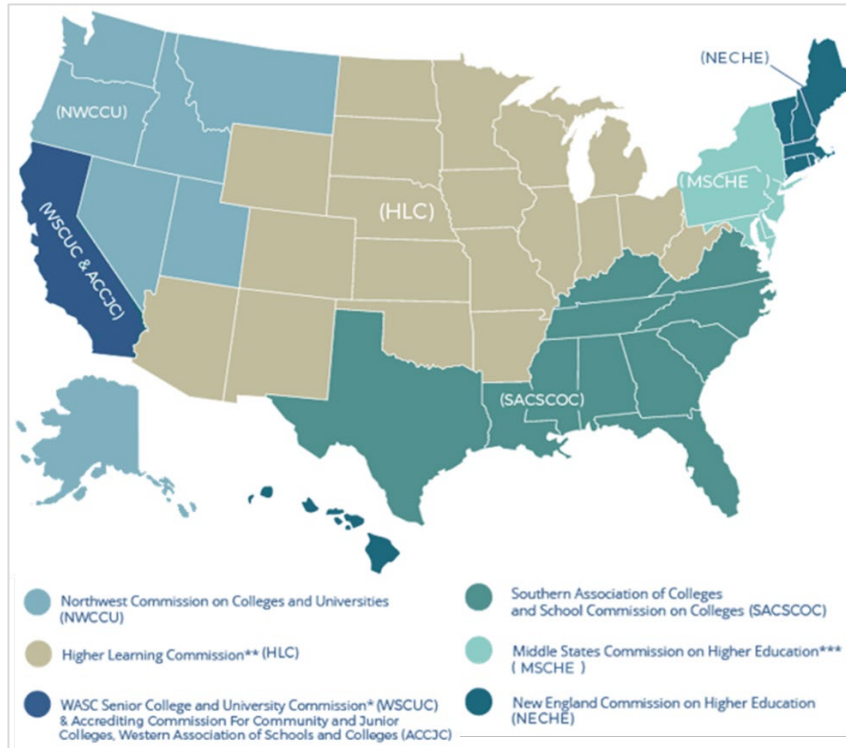 (NECHE)
(NWCCU)
(MSCHE )
(HLC)
(WSCUC & ACCJC)
(SACSCOC)
Northwest Commission on Colleges and Universities
(NWCCU)
Higher Learning Commission** (HLC)
WASC Senior College and University Commission* (WSCUC)
& Accrediting Commission For Community and Junior
Colleges, Western Association of Schools and Colleges (ACCJC)
Southern Association of Colleges
and School Commission on Colleges (SACSCOC)
Middle States Commission on Higher Education***
( MSCHE )
New England Commission on Higher Education
(NECHE)